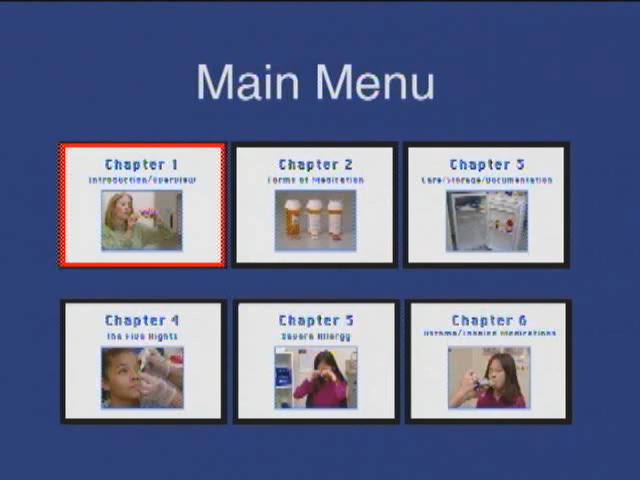 Main Menu
Chapter 1
Introduction/Overview
Chapter 2
Forms of Medication
Chapter 3
Care/Storage/Documentation
Chapter 4
The Five Rights
Chapter 5
Severe Allergy
Chapter 6
Asthma/Inhaled Medications